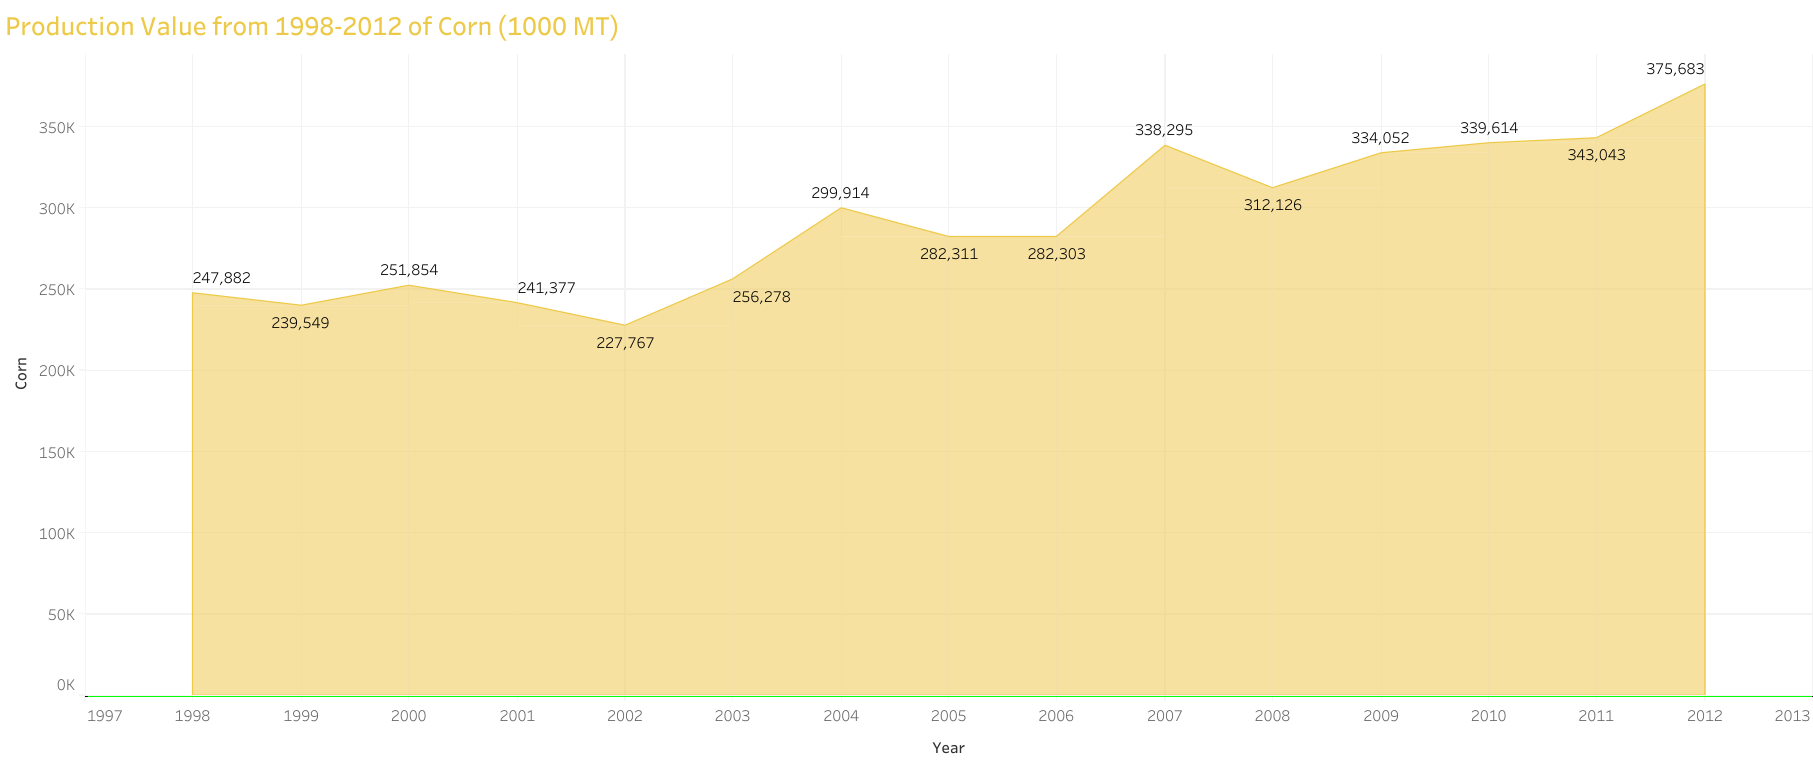 Production Value from 1998-2012 of Corn (1000 MT)
375,683
350K
338,295
334,052
339,614
343,043
300K
299,914
312,126
282,311
282,303
250K
247,882
251,854
241,377
256,278
239,549
227,767
Corn
200K
150K
100K
50K
0K
1997 1998 1999 2000 2001 2002 2003 2004 2005 2006 2007 2008 2009 2010 2011 2012 2013
Year